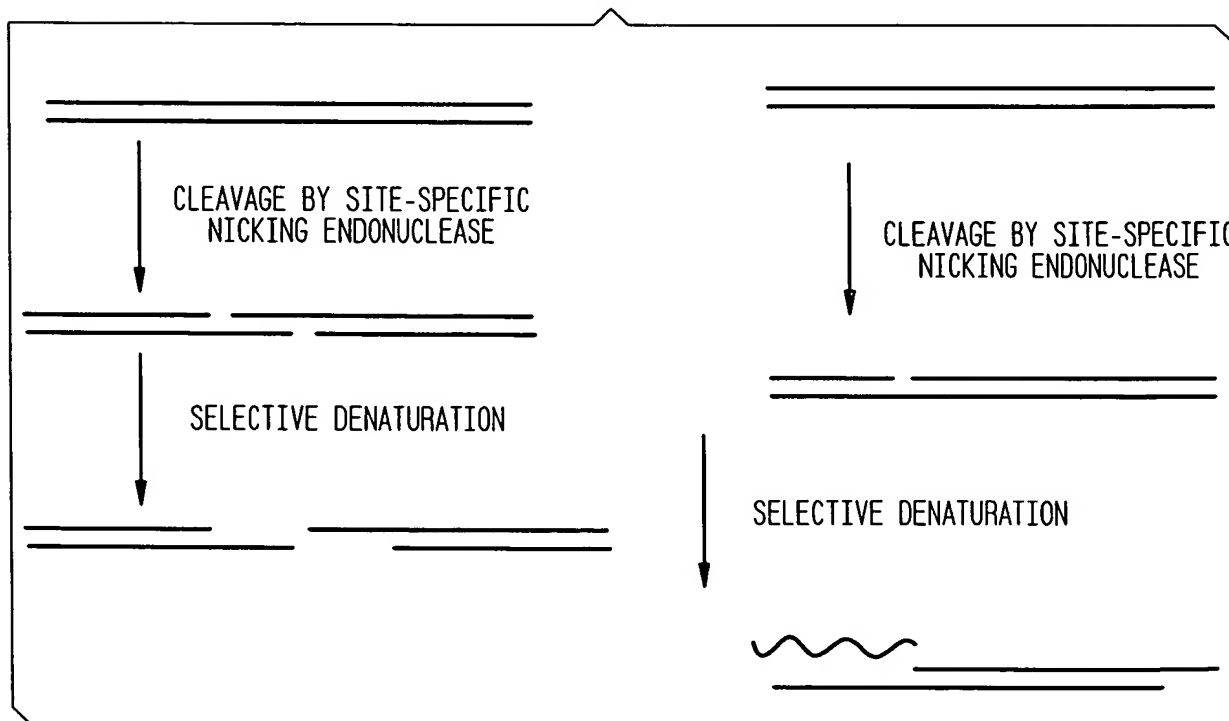 CLEAVAGE BY SITE-SPECIFIC
NICKING ENDONUCLEASE
SELECTIVE DENATURATION
CLEAVAGE BY SITE-SPECIFIC
NICKING ENDONUCLEASE
SELECTIVE DENATURATION